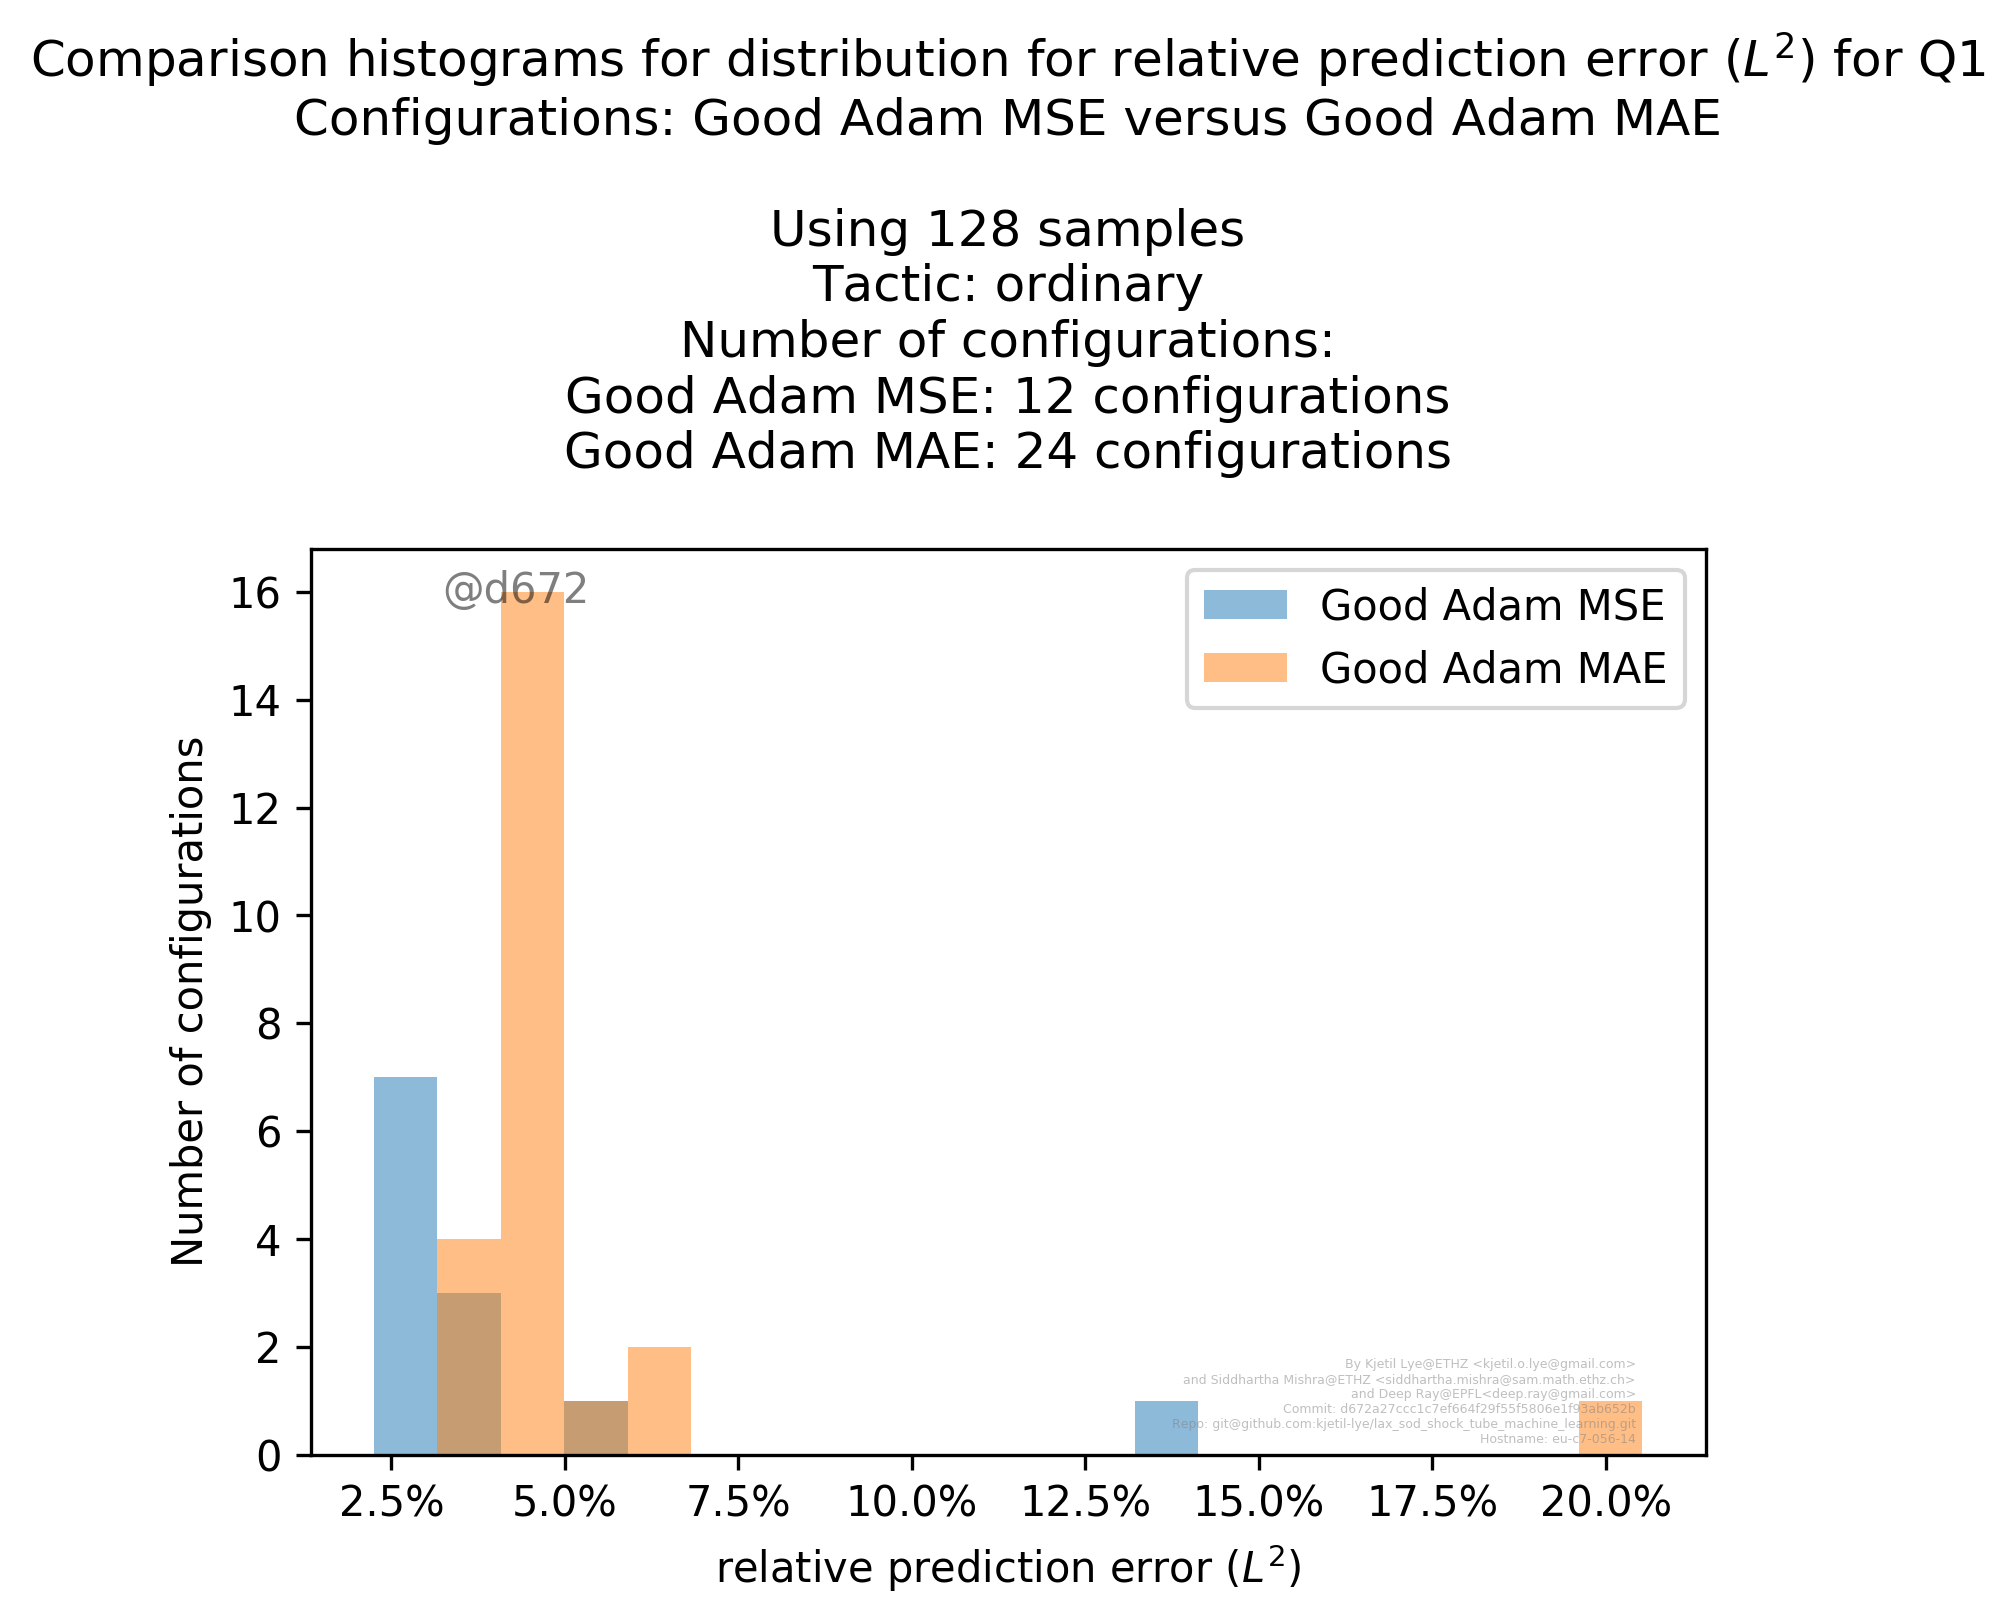 Comparison histograms for distribution for relative prediction error (L²) for Q1
Configurations: Good Adam MSE versus Good Adam MAE
Using 128 samples
Tactic: ordinary
Number of configurations:
Good Adam MSE: 12 configurations
Good Adam MAE: 24 configurations
@d672
Good Adam MSE
Good Adam MAE
Number of configurations
16
14
12
10
8
6
4
2
0
By Kjetil Lye@ETHZ <kjetil.o.lye@gmail.com>
and Siddhartha Mishra@ETHZ <siddhartha.mishra@sam.math.ethz.ch>
and Deep Ray@EPFL<deep.ray@gmail.com>
Commit: d672a27ccc1c7ef664f29f55f5806e1f93ab652b
Repo: git@github.com:kjetil-lye/lax_sod_shock_tube_machine_learning.git
Hostname: eu-c7-056-14
2.5% 5.0% 7.5% 10.0% 12.5% 15.0% 17.5% 20.0%
relative prediction error (L²)